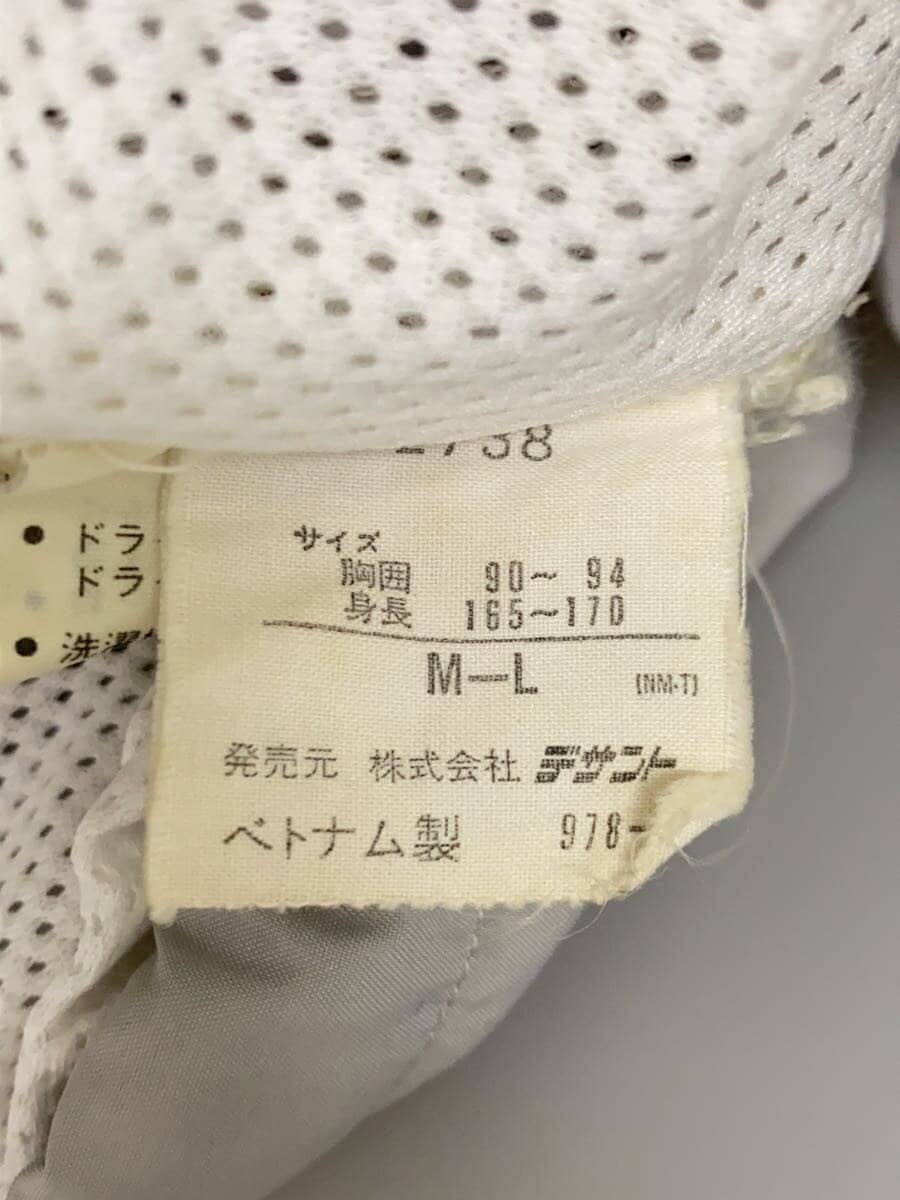 サイズ
胸囲 90~ 94
身長 165~170
M—L (NM-T)
発売元 株式会社 デサント
ベトナム製 978-
• ドラ
ドラ
• 洗濯